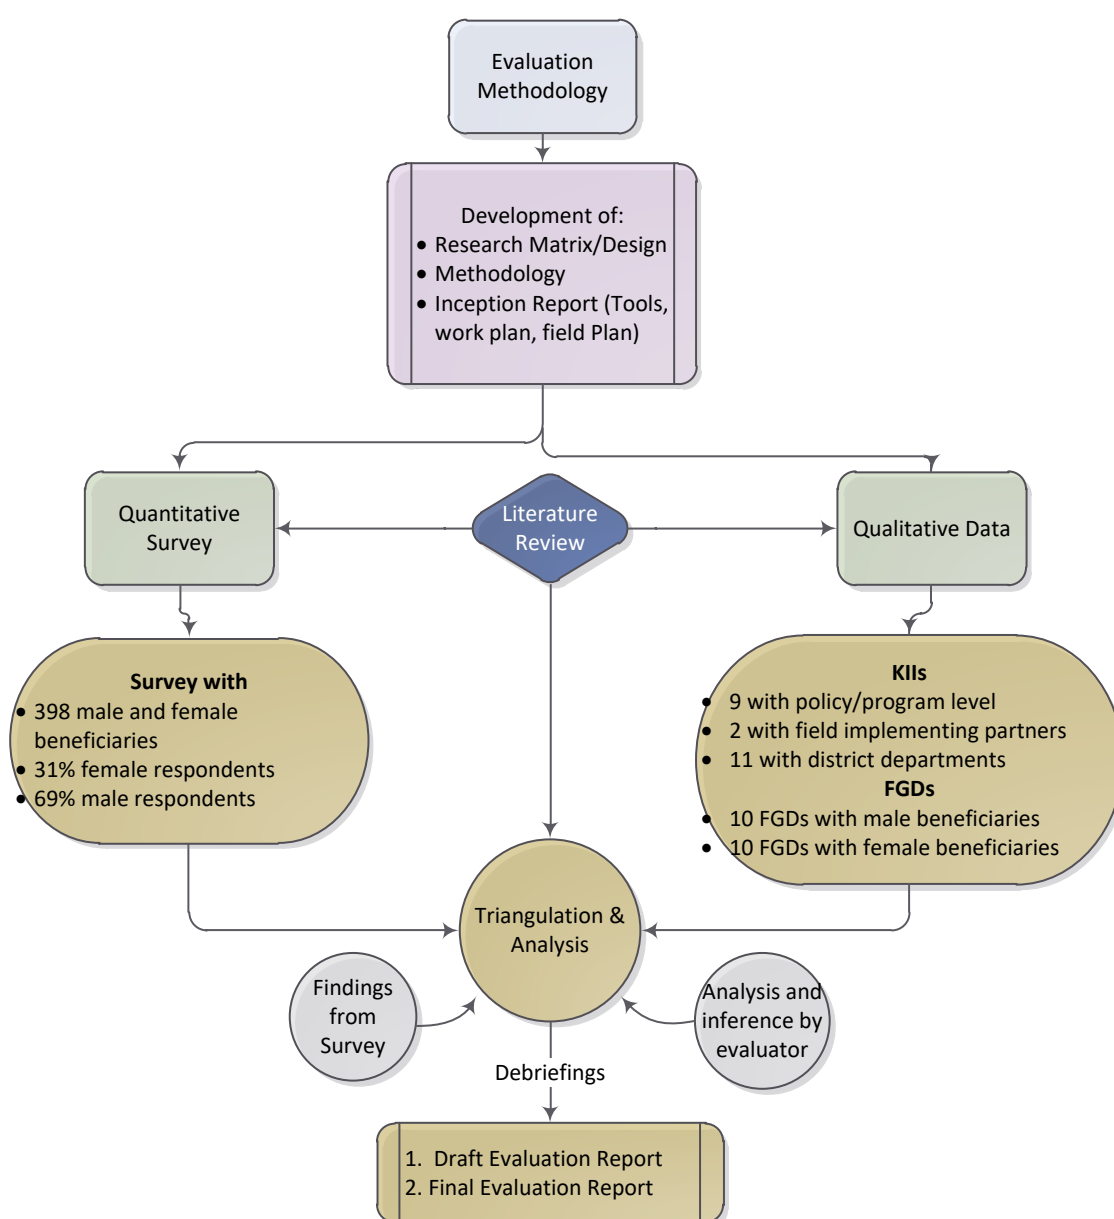 Evaluation
Methodology
Development of:
• Research Matrix/Design
• Methodology
• Inception Report (Tools,
work plan, field Plan)
Quantitative
Survey
Literature
Review
Qualitative Data
Survey with
• 398 male and female
beneficiaries
• 31% female respondents
• 69% male respondents
KIIs
• 9 with policy/program level
• 2 with field implementing partners
• 11 with district departments
FGDs
• 10 FGDs with male beneficiaries
• 10 FGDs with female beneficiaries
Triangulation &
Analysis
Findings
from
Survey
Analysis and
inference by
evaluator
Debriefings
1. Draft Evaluation Report
2. Final Evaluation Report